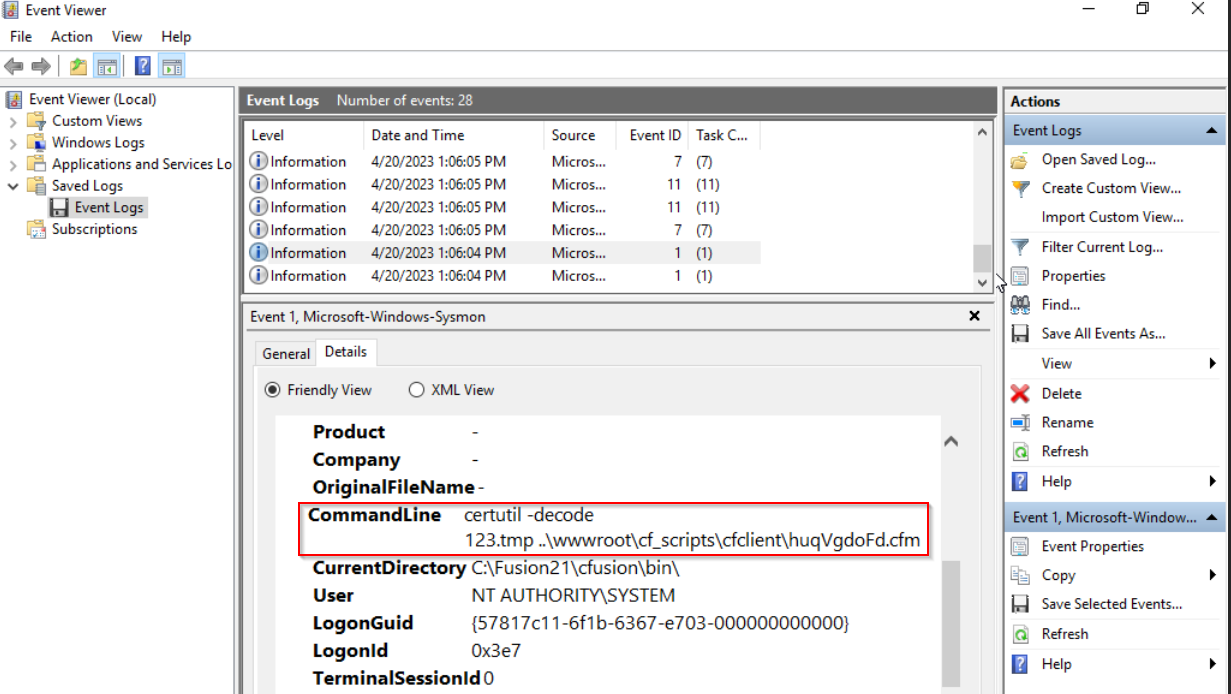 Event Viewer
File Action View Help
Event Viewer (Local)
Custom Views
Windows Logs
Applications and Services Lo
Saved Logs
Event Logs
Subscriptions
Event Logs Number of events: 28
Level Date and Time Source Event ID Task C...
Information 4/20/2023 1:06:05 PM Micros... 7 (7)
Information 4/20/2023 1:06:05 PM Micros... 11 (11)
Information 4/20/2023 1:06:05 PM Micros... 11 (11)
Information 4/20/2023 1:06:05 PM Micros... 7 (7)
Information 4/20/2023 1:06:04 PM Micros... 1 (1)
Information 4/20/2023 1:06:04 PM Micros... 1 (1)
Event 1, Microsoft-Windows-Sysmon
General Details
Friendly View XML View
Product -
Company -
OriginalFileName -
CommandLine certutil -decode
123.tmp ..\wwwroot\cf_scripts\cfclient\huqVgdoFd.cfm
CurrentDirectory C:\Fusion21\cfusion\bin\
User NT AUTHORITY\SYSTEM
LogonGuid {57817c11-6f1b-6367-e703-000000000000}
LogonId 0x3e7
TerminalSessionId 0
Actions
Event Logs
Open Saved Log...
Create Custom View...
Import Custom View...
Filter Current Log...
Properties
Find...
Save All Events As...
View
Delete
Rename
Refresh
Help
Event 1, Microsoft-Window...
Event Properties
Copy
Save Selected Events...
Refresh
Help